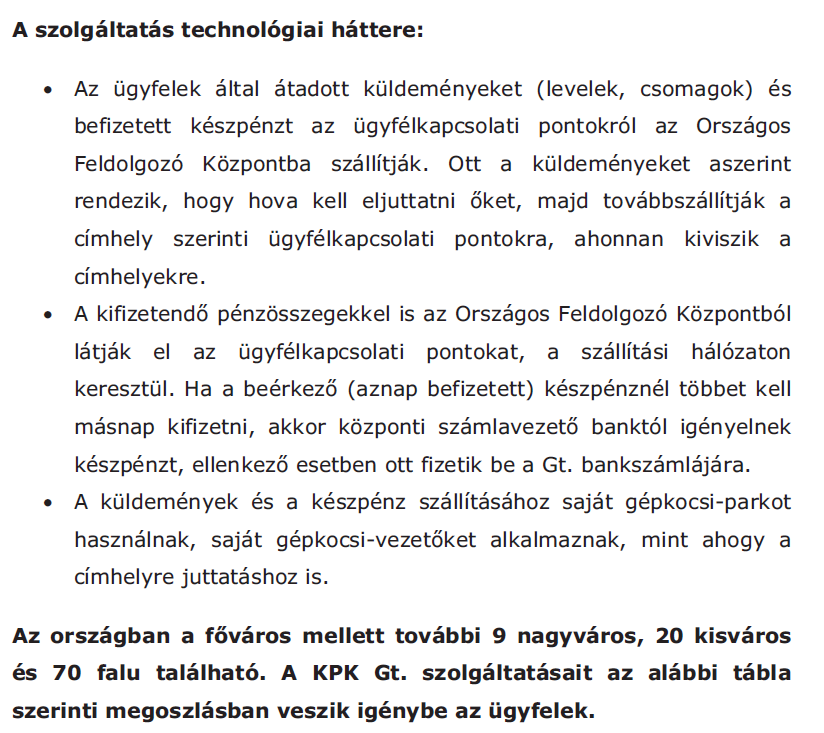 A szolgáltatás technológiai háttere:
• Az ügyfelek által átadott küldeményeket (levelek, csomagok) és
befizetett készpénzt az ügyfélkapcsolati pontokról az Országos
Feldolgozó Központba szállítják. Ott a küldeményeket aszerint
rendezik, hogy hova kell eljuttatni őket, majd továbbszállítják a
címhely szerinti ügyfélkapcsolati pontokra, ahonnan kiviszik a
címhelyekre.
• A kifizetendő pénzösszegekkel is az Országos Feldolgozó Központból
látják el az ügyfélkapcsolati pontokat, a szállítási hálózaton
keresztül. Ha a beérkező (aznap befizetett) készpénznél többet kell
másnap kifizetni, akkor központi számlavezető banktól igényelnek
készpénzt, ellenkező esetben ott fizetik be a Gt. bankszámlájára.
• A küldemények és a készpénz szállításához saját gépkocsi-parkot
használnak, saját gépkocsi-vezetőket alkalmaznak, mint ahogy a
címhelyre juttatáshoz is.
Az országban a főváros mellett további 9 nagyváros, 20 kisváros
és 70 falu található. A KPK Gt. szolgáltatásait az alábbi tábla
szerinti megoszlásban veszik igénybe az ügyfelek.